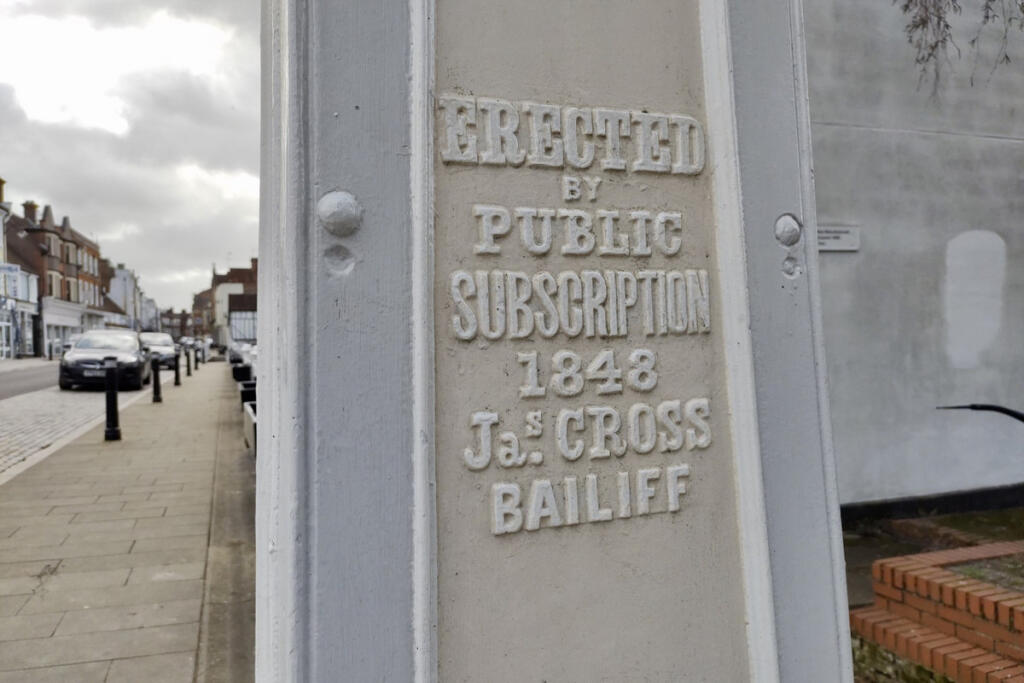 ERECTED
BY
PUBLIC
SUBSCRIPTION
1848
Jas. CROSS
BAILIFF